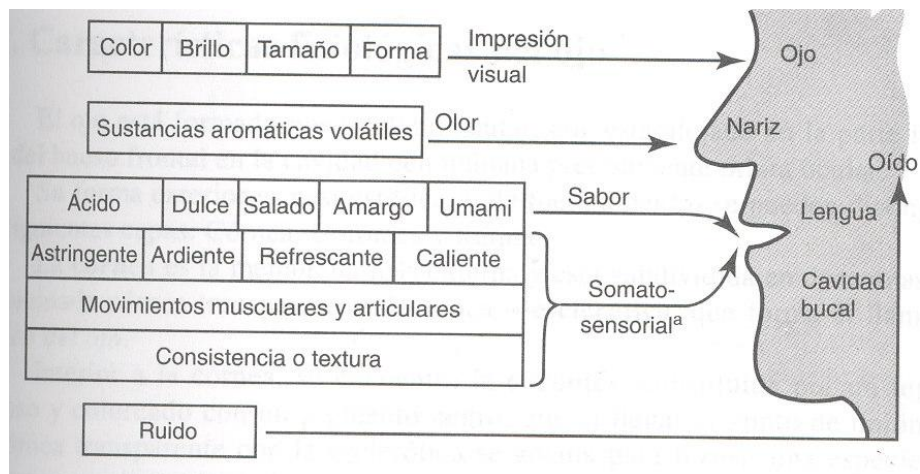 Color Brillo Tamaño Forma
Impresión
visual
Ojo
Sustancias aromáticas volátiles
Olor
Nariz
Oído
Ácido Dulce Salado Amargo Umami
Sabor
Lengua
Astringente Ardiente Refrescante Caliente
Movimiento musculares y articulares
Consistencia o textura
Somato-
sensorialª
Cavidad
bucal
Ruido